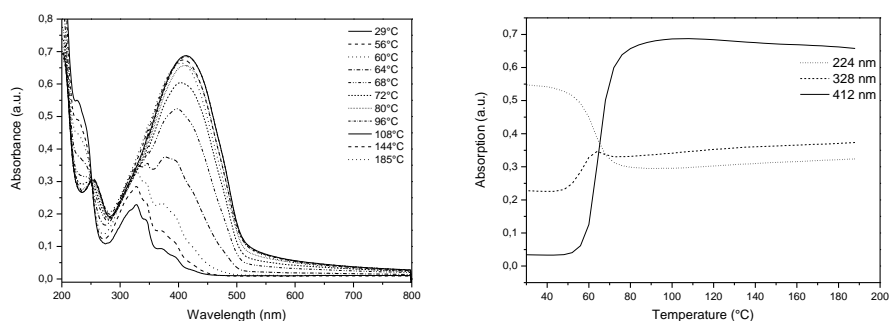 0,8
0,7
0,6
0,5
0,4
0,3
0,2
0,1
0,0
Absorbance (a.u.)
200 300 400 500 600 700 800
Wavelength (nm)
29°C
56°C
60°C
64°C
68°C
72°C
80°C
96°C
108°C
144°C
185°C
0,7
0,6
0,5
0,4
0,3
0,2
0,1
0,0
Absorption (a.u.)
40 60 80 100 120 140 160 180 200
Temperature (°C)
224 nm
328 nm
412 nm